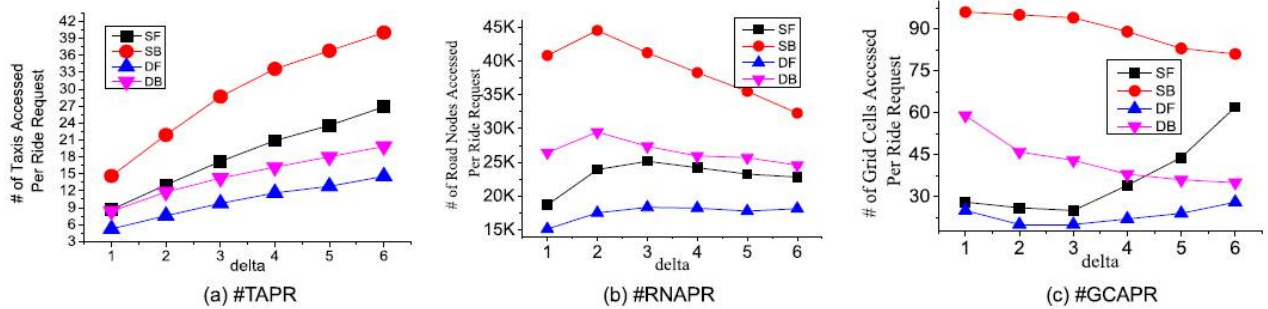 # of Taxis Accessed
Per Ride Request
42
39
36
33
30
27
24
21
18
15
12
9
6
3
SF
SB
DF
DB
1 2 3 4 5 6
delta
(a) #TAPR
# of Road Nodes Accessed
Per Ride Request
45K
40K
35K
30K
25K
20K
15K
SF
SB
DF
DB
1 2 3 4 5 6
delta
(b) #RNAPR
# of Grid Cells Accessed
Per Ride Request
90
75
60
45
30
SF
SB
DF
DB
1 2 3 4 5 6
delta
(c) #GCAPR